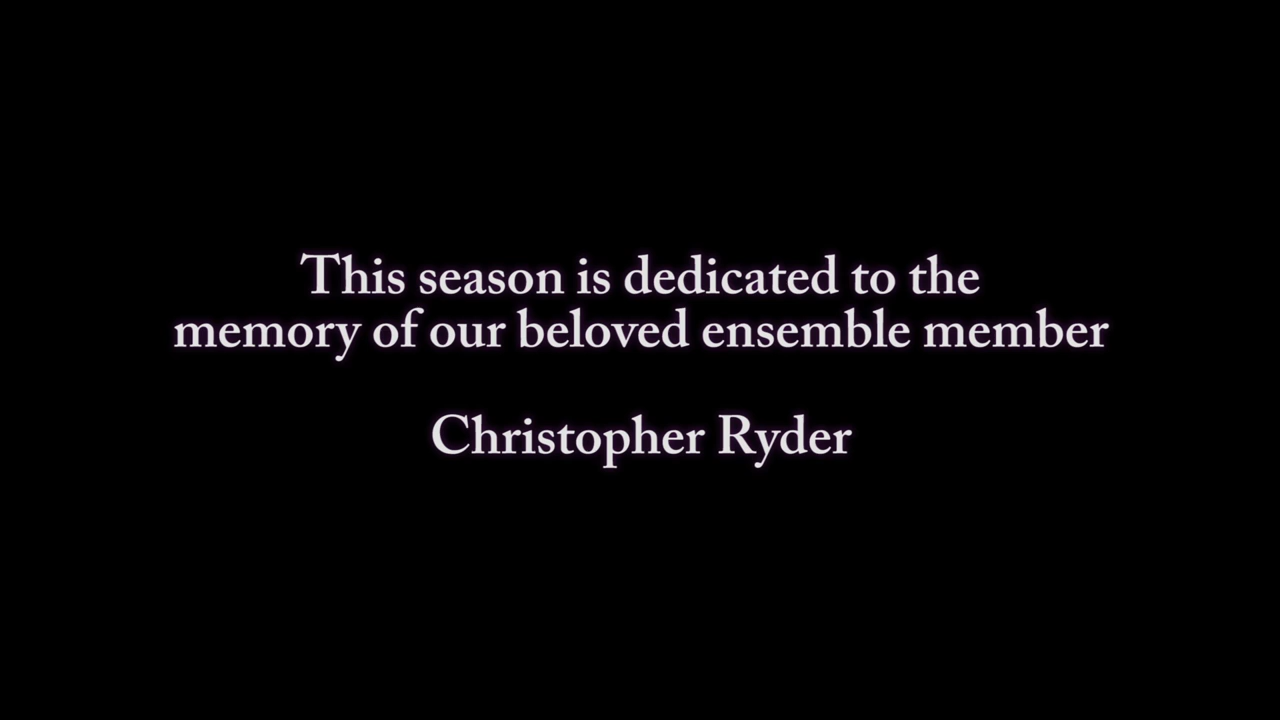 This season is dedicated to the
memory of our beloved ensemble member
Christopher Ryder